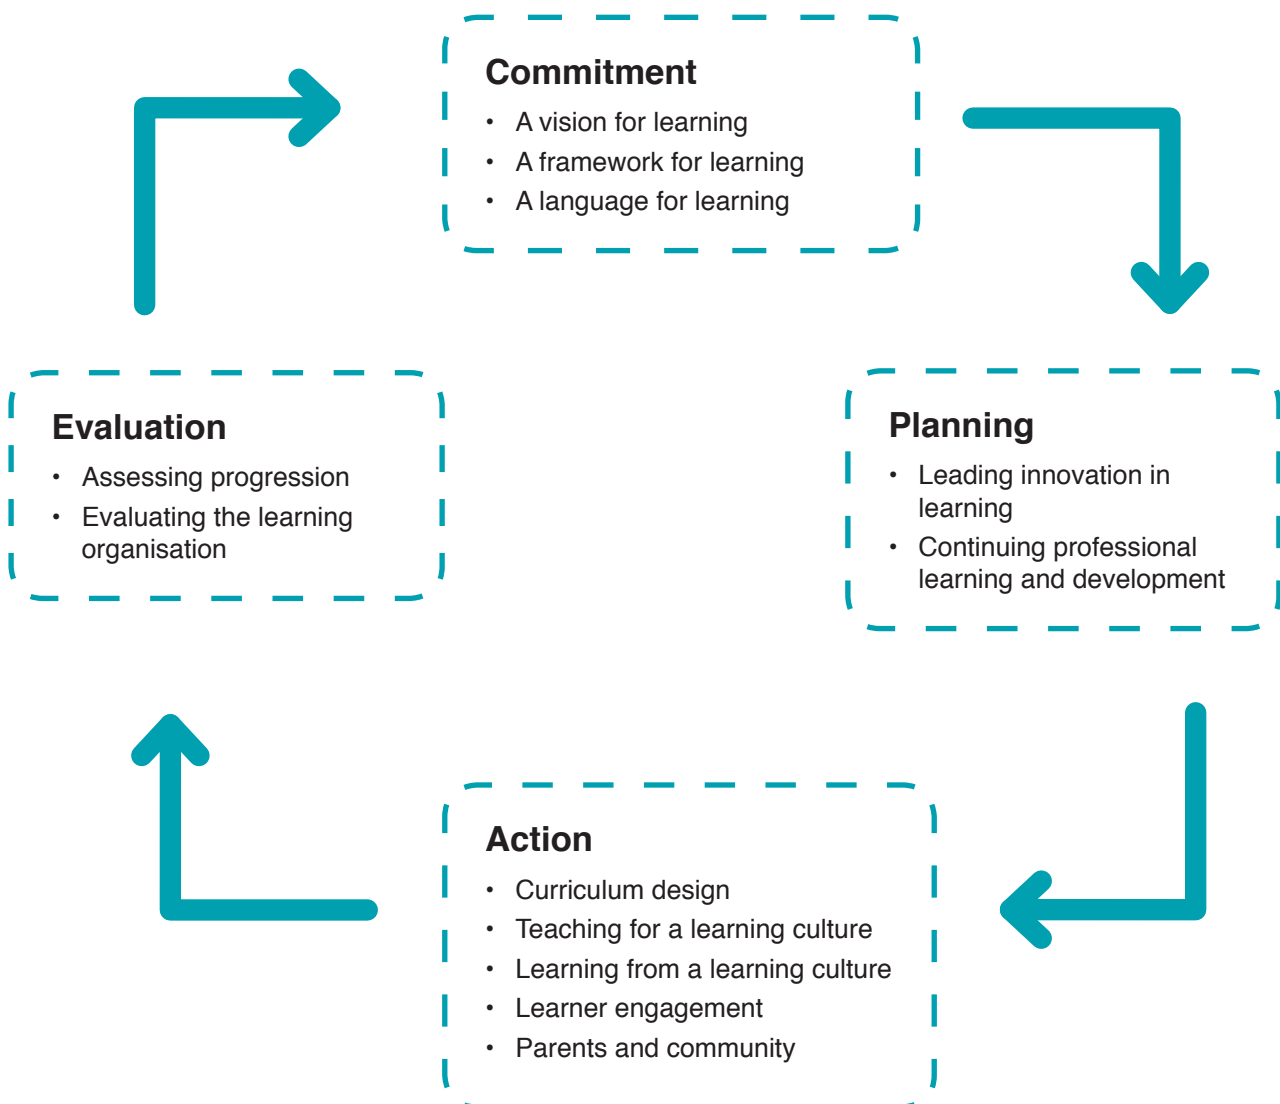 Commitment
• A vision for learning
• A framework for learning
• A language for learning
Evaluation
• Assessing progression
• Evaluating the learning
organisation
Planning
• Leading innovation in
learning
• Continuing professional
learning and development
Action
• Curriculum design
• Teaching for a learning culture
• Learning from a learning culture
• Learner engagement
• Parents and community